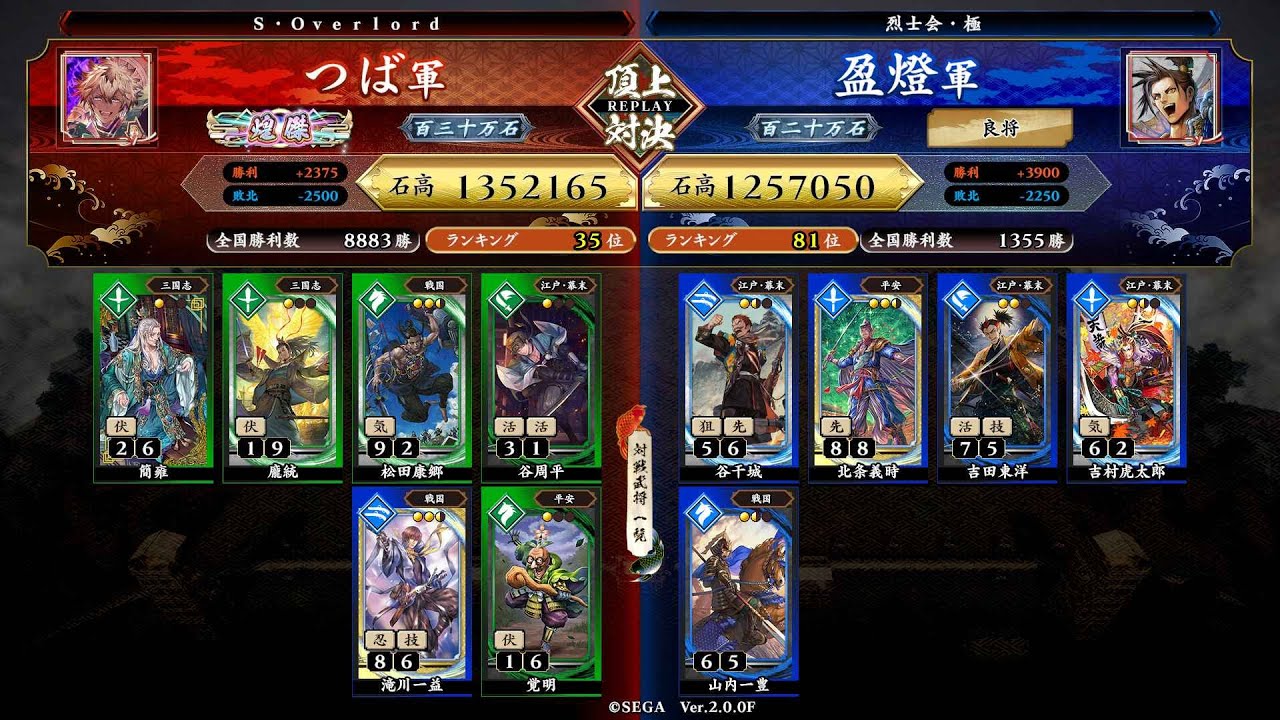 S・Overlord
烈士会・極
つば軍
頂上
REPLAY
対決
盈燈軍
煌傑
百三十万石
百二十万石
良将
勝利 +2375
敗北 -2500
石高 1352165
石高 1257050
勝利 +3900
敗北 -2250
全国勝利数 8883勝
ランキング 35位
ランキング 81位
全国勝利数 1355勝
三国志
伏
2 6
簡雍
三国志
伏
1 9
龐統
戦国
気
9 2
松田康郷
江戸・幕末
活 活
3 1
谷周平
江戸・幕末
狙 先
5 6
谷干城
平安
先
8 8
北条義時
江戸・幕末
活 技
7 5
吉田東洋
江戸・幕末
気
6 2
吉村虎太郎
対戦武将一覧
戦国
忍 技
8 6
滝川一益
平安
伏
1 6
覚明
戦国
6 5
山内一豊
©SEGA Ver.2.0.0F